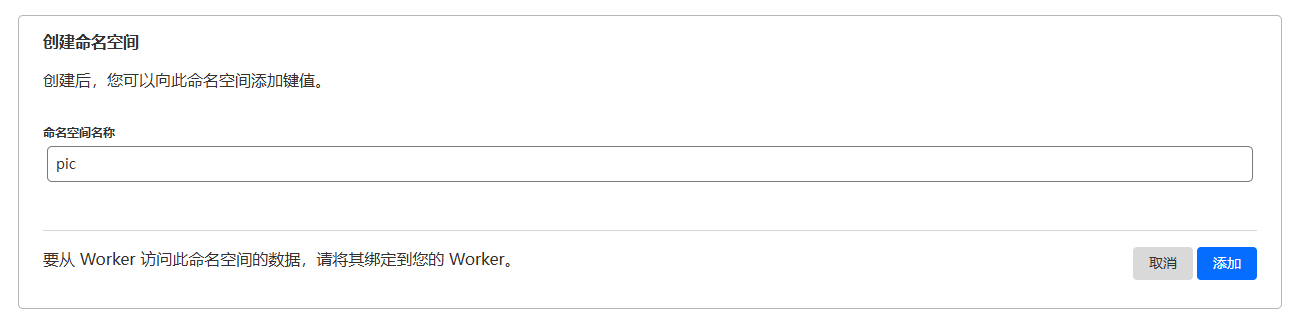 创建命名空间
创建后，您可以向此命名空间添加键值。
命名空间名称
pic
要从 Worker 访问此命名空间的数据，请将其绑定到您的 Worker。
取消 添加